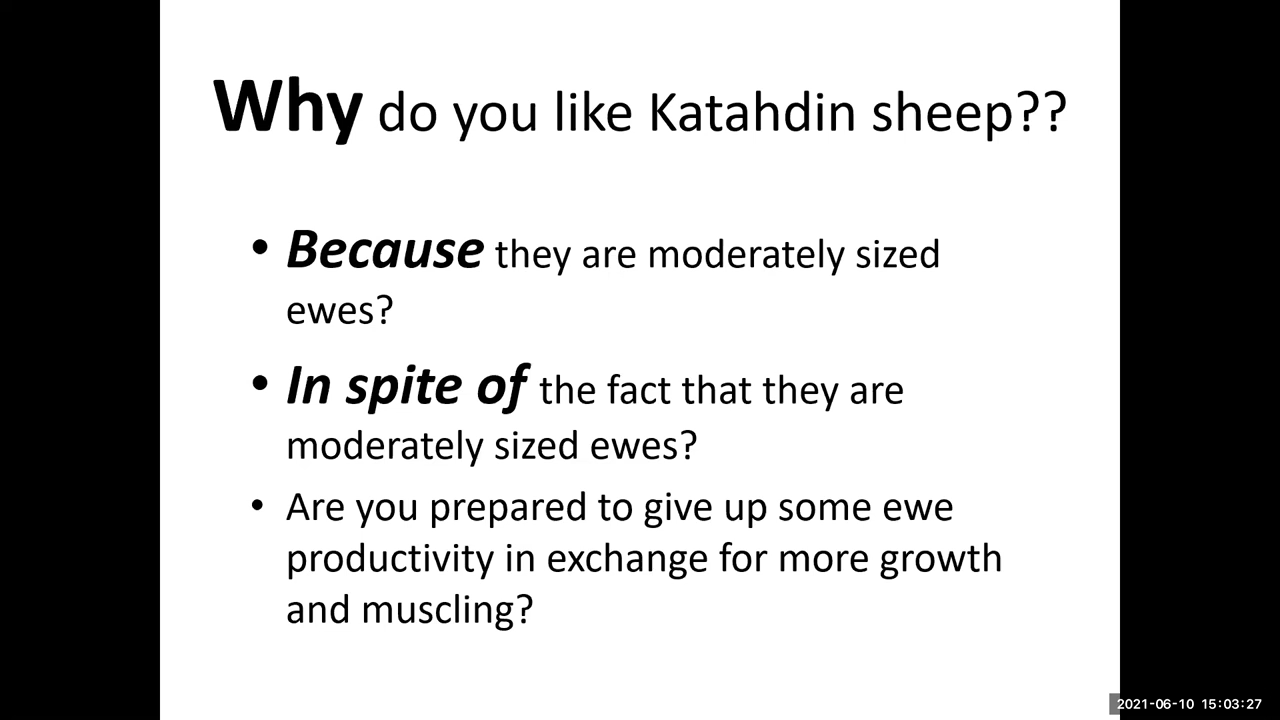 Why do you like Katahdin sheep??
• Because they are moderately sized
ewes?
• In spite of the fact that they are
moderately sized ewes?
• Are you prepared to give up some ewe
productivity in exchange for more growth
and muscling?
2021-06-10 15:03:27